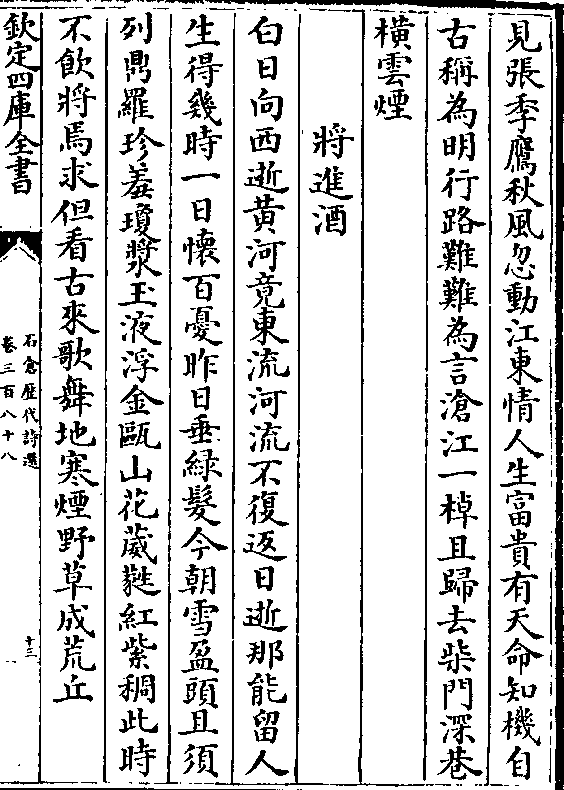 見張季鷹秋風忽動江東情人生富貴有天命知機自
古稱為明行路難難為言滄江一棹且歸去柴門深巷
橫雲煙
將進酒
白日向西逝黃河竟東流河流不復返日逝那能留人
生得幾時一日懷百憂昨日垂緑髮今朝雪盈頭且須
列鼎羅珍羞瓊漿玉液浮金甌山花葳蕤紅紫稠此時
不飲將焉求但看古來歌舞地寒煙野草成荒丘
欽定四庫全書
石倉歴代詩選
卷三百八十八
十三